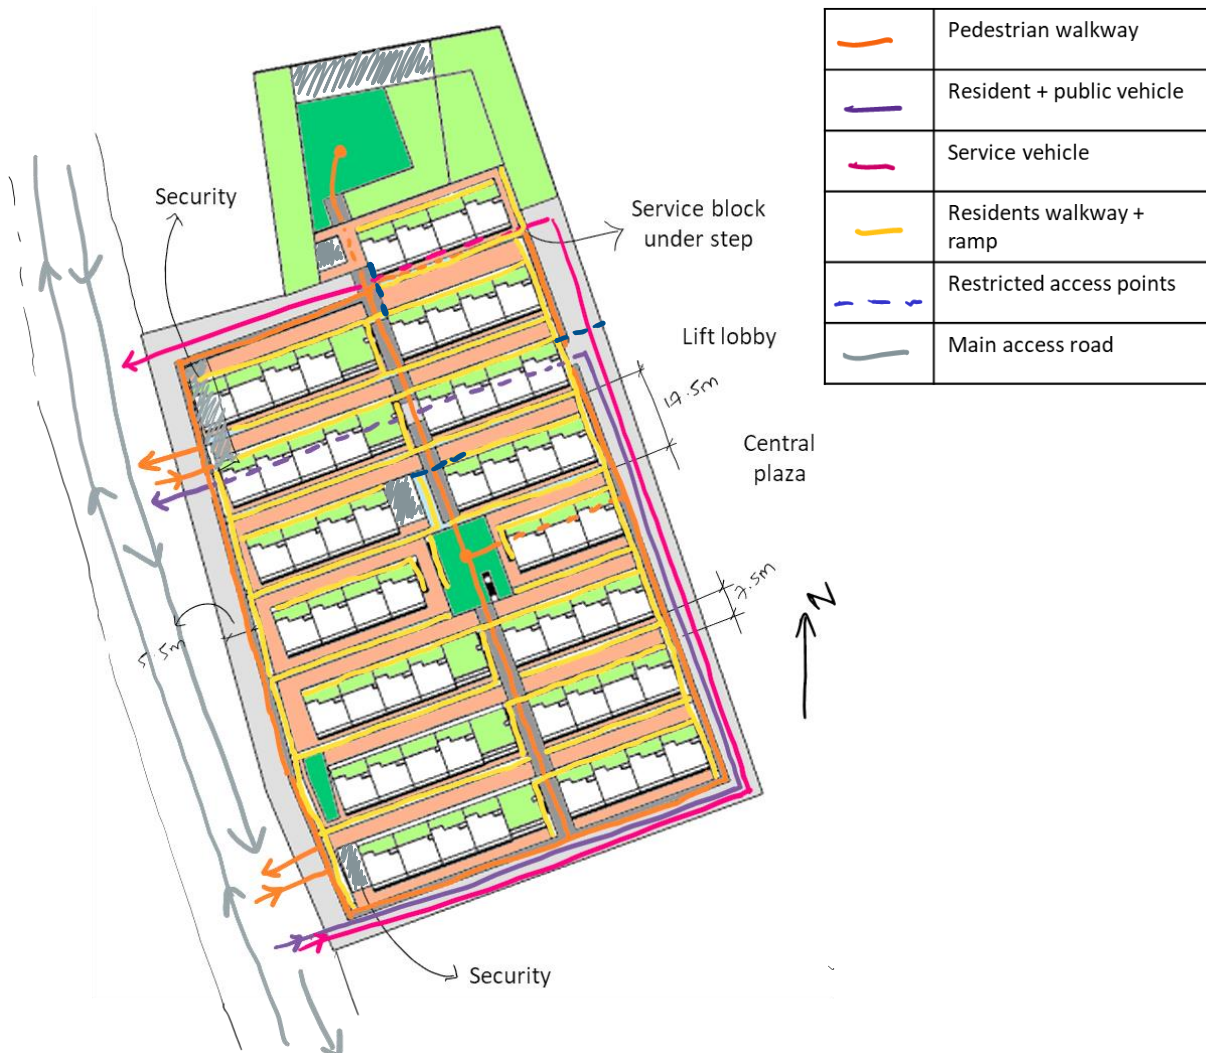 Pedestrian walkway
Resident + public vehicle
Service vehicle
Residents walkway +
ramp
Restricted access points
Main access road
Security
Service block
under step
Lift lobby
17.5m
Central
plaza
7.5m
N
5.5m
Security